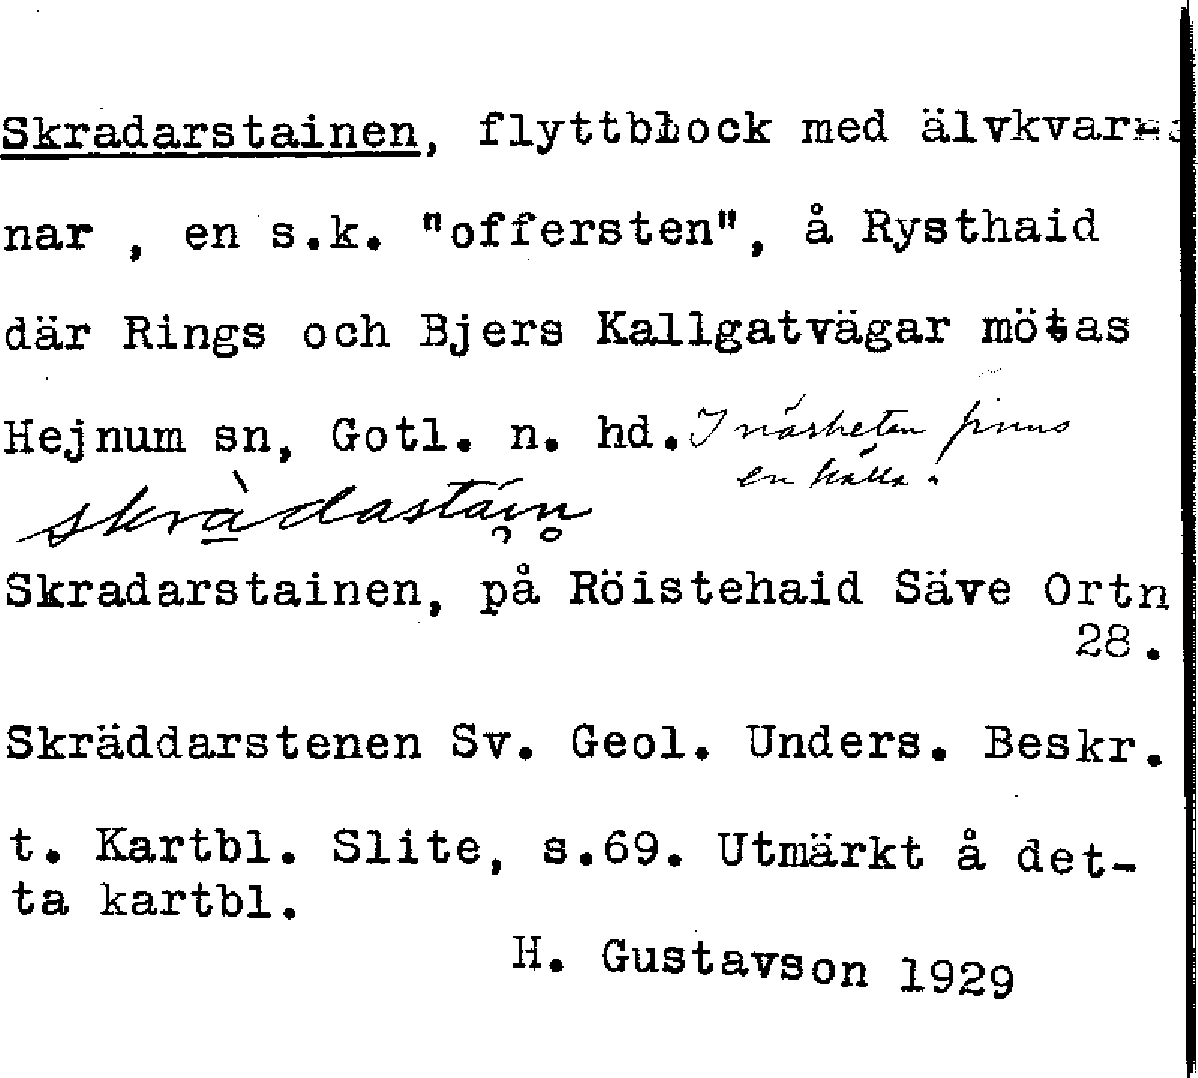 Skradarstainen, flyttblock med älvkvar
nar , en s.k. "offersten", å Rysthaid
där Rings och Bjers Kallgatvägar mötas
Hejnum sn, Gotl. n. hd. I närheten finns
en källa.
skràdastäin
Skradarstainen, på Röistehaid Säve Ortn
28.
Skräddarstenen Sv. Geol. Unders. Beskr.
t. Kartbl. Slite, s.69. Utmärkt å det-
ta kartbl.
H. Gustavson 1929